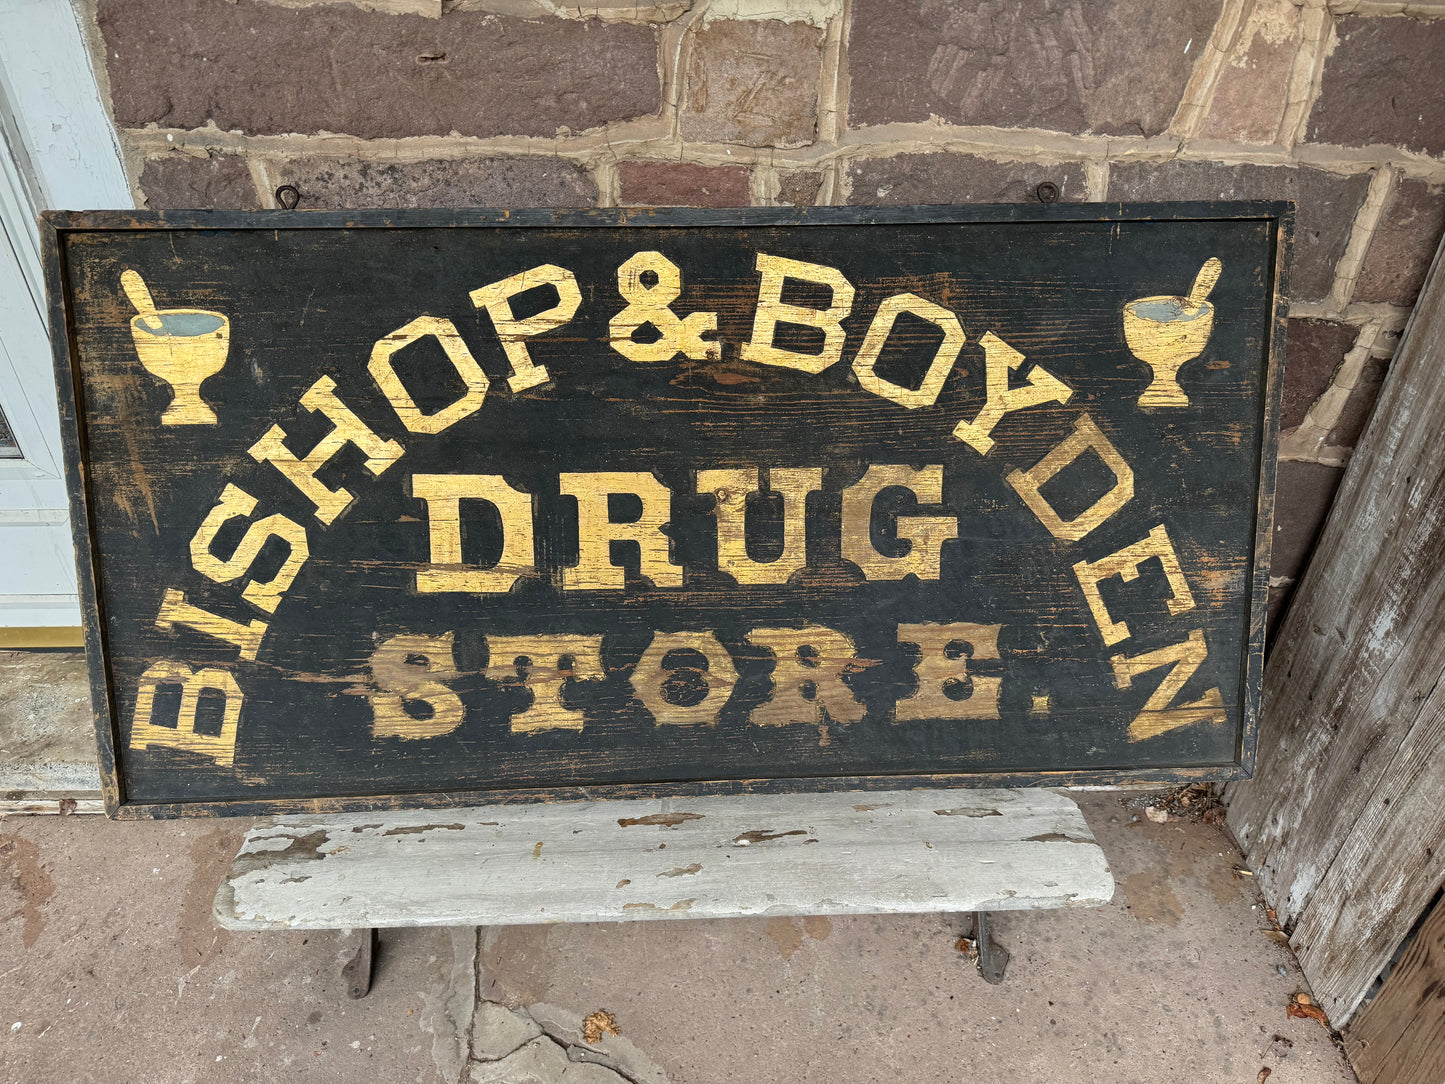 BISHOP & BOYDEN
DRUG
STORE.